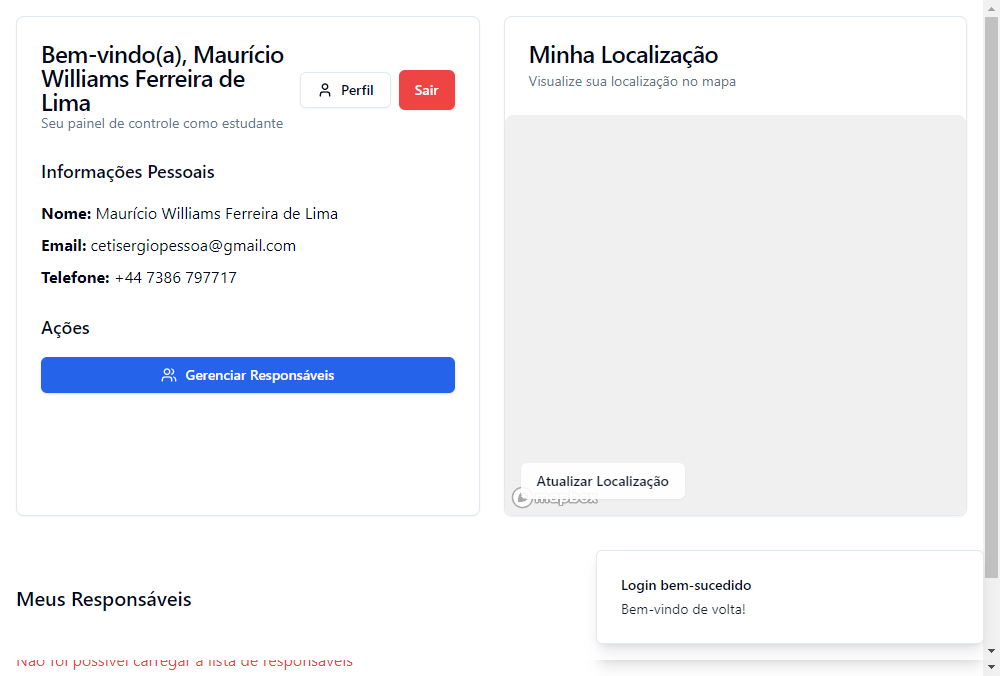 Bem-vindo(a), Maurício
Williams Ferreira de
Lima
Seu painel de controle como estudante
Perfil
Sair
Informações Pessoais
Nome: Maurício Williams Ferreira de Lima
Email: cetisergiopessoa@gmail.com
Telefone: +44 7386 797717
Ações
Gerenciar Responsáveis
Minha Localização
Visualize sua localização no mapa
Atualizar Localização
mapbox
Meus Responsáveis
Não foi possível carregar a lista de responsáveis
Login bem-sucedido
Bem-vindo de volta!